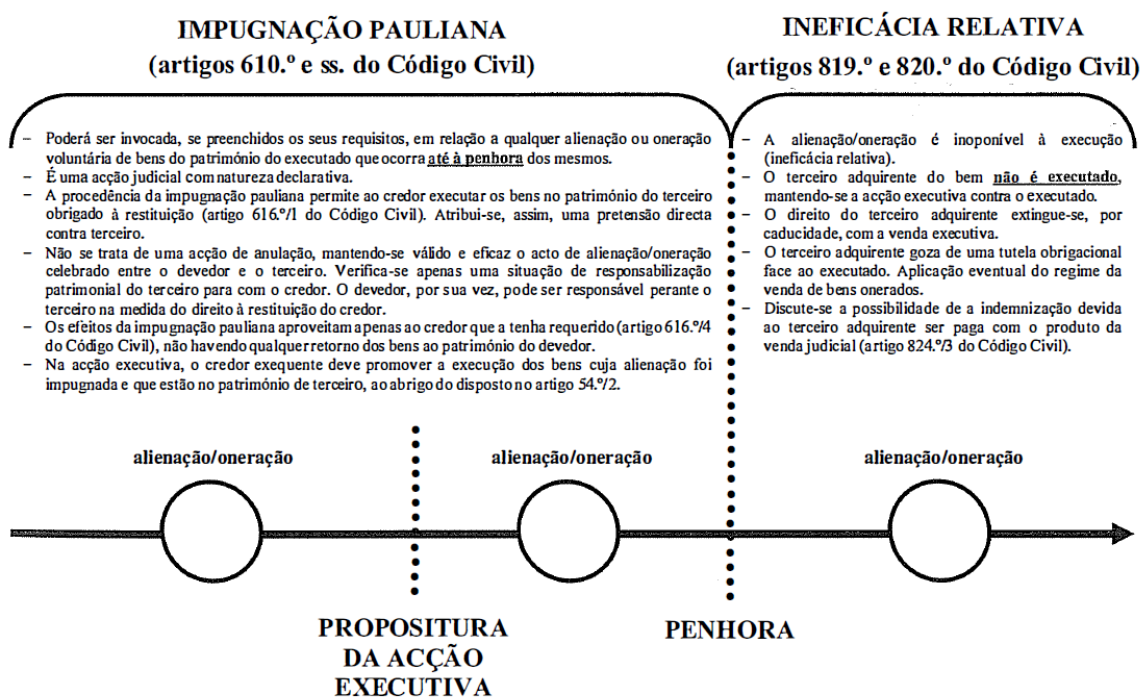 IMPUGNAÇÃO PAULIANA
(artigos 610.º e ss. do Código Civil)
– Poderá ser invocada, se preenchidos os seus requisitos, em relação a qualquer alienação ou oneração
voluntária de bens do património do executado que ocorra até à penhora dos mesmos.
– É uma acção judicial com natureza declarativa.
– A procedência da impugnação pauliana permite ao credor executar os bens no património do terceiro
obrigado à restituição (artigo 616.º/1 do Código Civil). Atribui-se, assim, uma pretensão directa
contra terceiro.
– Não se trata de uma acção de anulação, mantendo-se válido e eficaz o acto de alienação/oneração
celebrado entre o devedor e o terceiro. Verifica-se apenas uma situação de responsabilização
patrimonial do terceiro para com o credor. O devedor, por sua vez, pode ser responsável perante o
terceiro na medida do direito à restituição do credor.
– Os efeitos da impugnação pauliana aproveitam apenas ao credor que a tenha requerido (artigo 616.º/4
do Código Civil), não havendo qualquer retorno dos bens ao património do devedor.
– Na acção executiva, o credor exequente deve promover a execução dos bens cuja alienação foi
impugnada e que estão no património de terceiro, ao abrigo do disposto no artigo 54.º/2.
INEFICÁCIA RELATIVA
(artigos 819.º e 820.º do Código Civil)
– A alienação/oneração é inoponível à execução
(ineficácia relativa).
– O terceiro adquirente do bem não é executado,
mantendo-se a acção executiva contra o executado.
– O direito do terceiro adquirente extingue-se, por
caducidade, com a venda executiva.
– O terceiro adquirente goza de uma tutela obrigacional
face ao executado. Aplicação eventual do regime da
venda de bens onerados.
– Discute-se a possibilidade de a indemnização devida
ao terceiro adquirente ser paga com o produto da
venda judicial (artigo 824.º/3 do Código Civil).
alienação/oneração
alienação/oneração
alienação/oneração
PROPOSITURA
DA ACÇÃO
EXECUTIVA
PENHORA